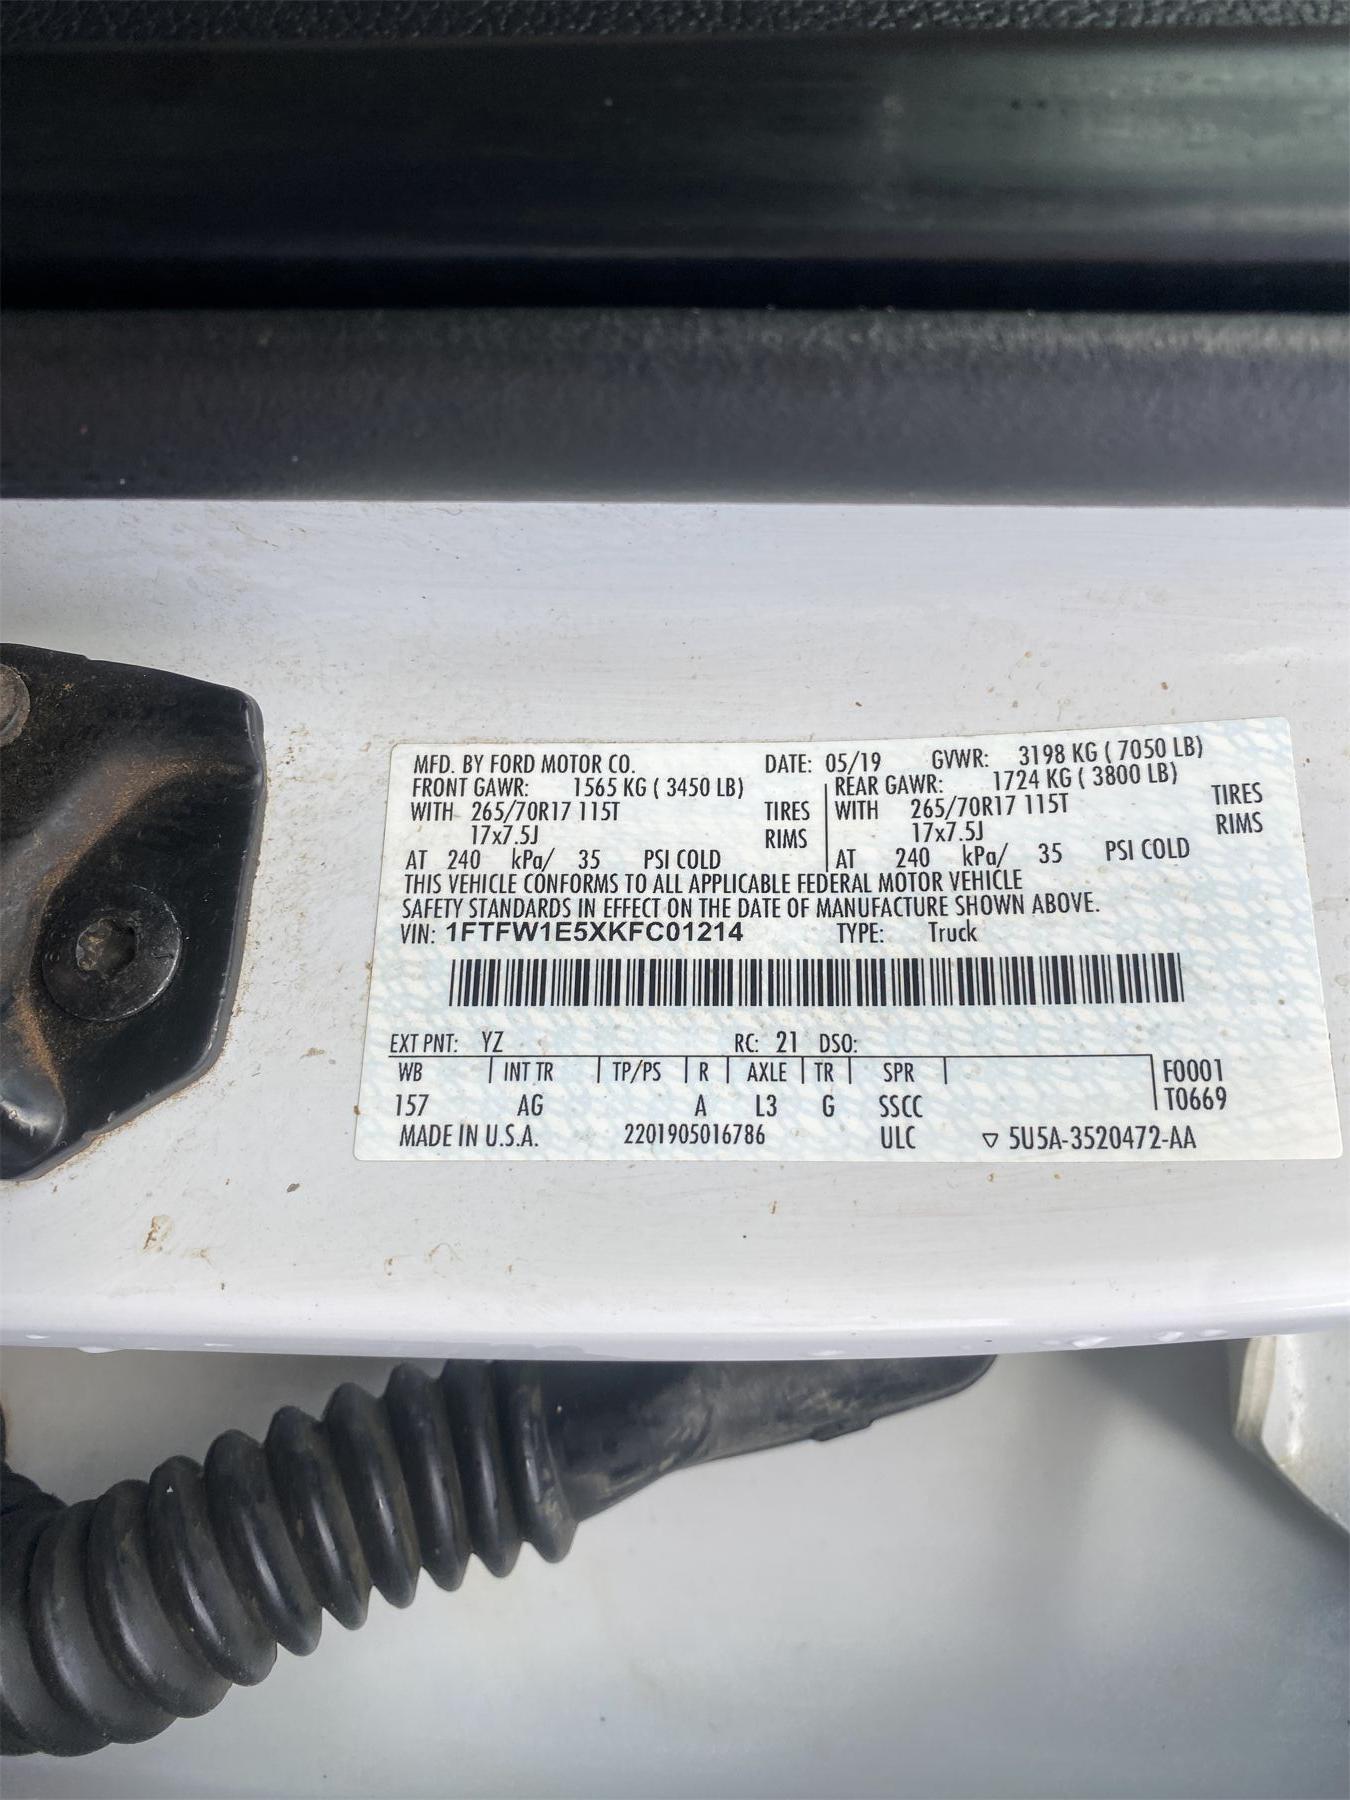 MFD. BY FORD MOTOR CO. DATE: 05/19 GVWR: 3198 KG ( 7050 LB)
FRONT GAWR: 1565 KG ( 3450 LB) REAR GAWR: 1724 KG ( 3800 LB)
WITH 265/70R17 115T TIRES WITH 265/70R17 115T TIRES
17x7.5J RIMS 17x7.5J RIMS
AT 240 kPa/ 35 PSI COLD AT 240 kPa/ 35 PSI COLD
THIS VEHICLE CONFORMS TO ALL APPLICABLE FEDERAL MOTOR VEHICLE
SAFETY STANDARDS IN EFFECT ON THE DATE OF MANUFACTURE SHOWN ABOVE.
VIN: 1FTFW1E5XKFC01214 TYPE: Truck
EXT PNT: YZ RC: 21 DSO:
WB INT TR TP/PS R AXLE TR SPR F0001
157 AG A L3 G SSCC T0669
MADE IN U.S.A. 2201905016786 ULC ▽ 5U5A-3520472-AA